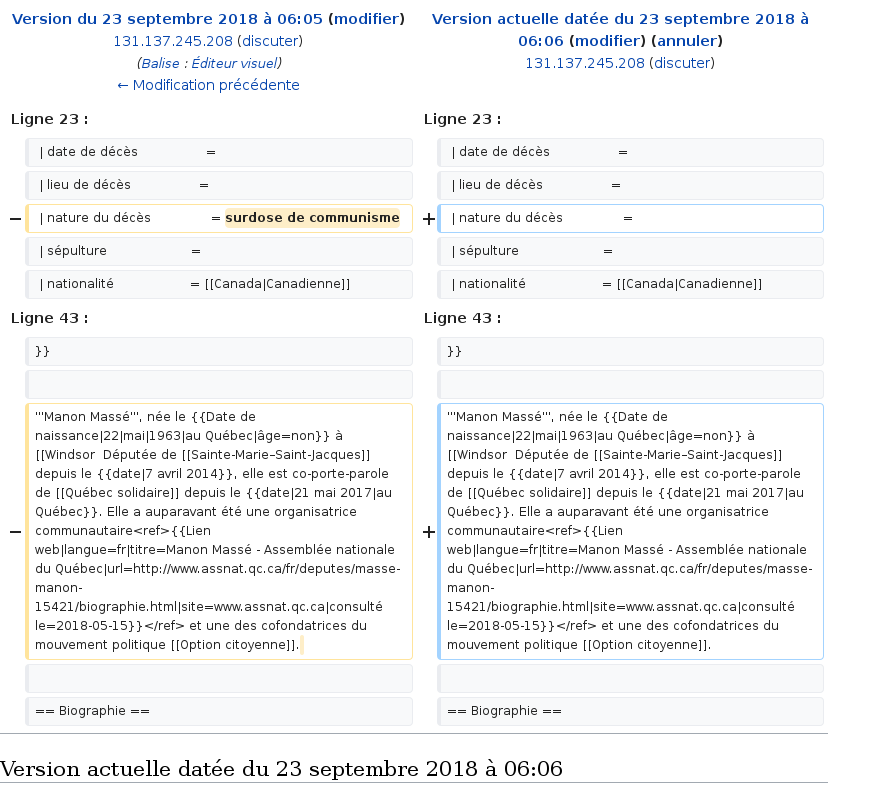 Version du 23 septembre 2018 à 06:05 (modifier)
131.137.245.208 (discuter)
(Balise : Éditeur visuel)
← Modification précédente
Version actuelle datée du 23 septembre 2018 à
06:06 (modifier) (annuler)
131.137.245.208 (discuter)
Ligne 23 :
Ligne 23 :
| date de décès =
| date de décès =
| lieu de décès =
| lieu de décès =
− | nature du décès = surdose de communisme
+ | nature du décès =
| sépulture =
| sépulture =
| nationalité = [[Canada|Canadienne]]
| nationalité = [[Canada|Canadienne]]
Ligne 43 :
Ligne 43 :
}}
}}
'''Manon Massé''', née le {{Date de
naissance|22|mai|1963|au Québec|âge=non}} à
[[Windsor  Députée de [[Sainte-Marie–Saint-Jacques]]
depuis le {{date|7 avril 2014}}, elle est co-porte-parole
de [[Québec solidaire]] depuis le {{date|21 mai 2017|au
Québec}}. Elle a auparavant été une organisatrice
− communautaire<ref>{{Lien
web|langue=fr|titre=Manon Massé - Assemblée nationale
du Québec|url=http://www.assnat.qc.ca/fr/deputes/masse-
manon-
15421/biographie.html|site=www.assnat.qc.ca|consulté
le=2018-05-15}}</ref> et une des cofondatrices du
mouvement politique [[Option citoyenne]].
'''Manon Massé''', née le {{Date de
naissance|22|mai|1963|au Québec|âge=non}} à
[[Windsor  Députée de [[Sainte-Marie–Saint-Jacques]]
depuis le {{date|7 avril 2014}}, elle est co-porte-parole
de [[Québec solidaire]] depuis le {{date|21 mai 2017|au
Québec}}. Elle a auparavant été une organisatrice
+ communautaire<ref>{{Lien
web|langue=fr|titre=Manon Massé - Assemblée nationale
du Québec|url=http://www.assnat.qc.ca/fr/deputes/masse-
manon-
15421/biographie.html|site=www.assnat.qc.ca|consulté
le=2018-05-15}}</ref> et une des cofondatrices du
mouvement politique [[Option citoyenne]].
== Biographie ==
== Biographie ==
Version actuelle datée du 23 septembre 2018 à 06:06